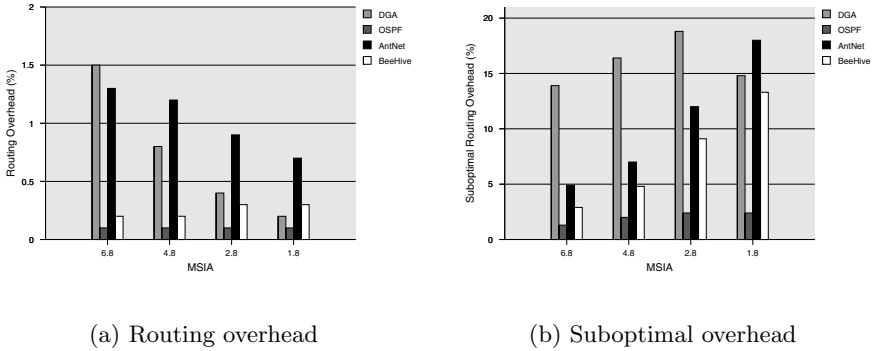 2
1.5
1
0.5
0
Routing Overhead (%)
6.8
4.8
2.8
1.8
MSIA
DGA
OSPF
AntNet
BeeHive
(a) Routing overhead
20
15
10
5
0
Suboptimal Routing Ovehead (%)
6.8
4.8
2.8
1.8
MSIA
DGA
OSPF
AntNet
BeeHive
(b) Suboptimal overhead